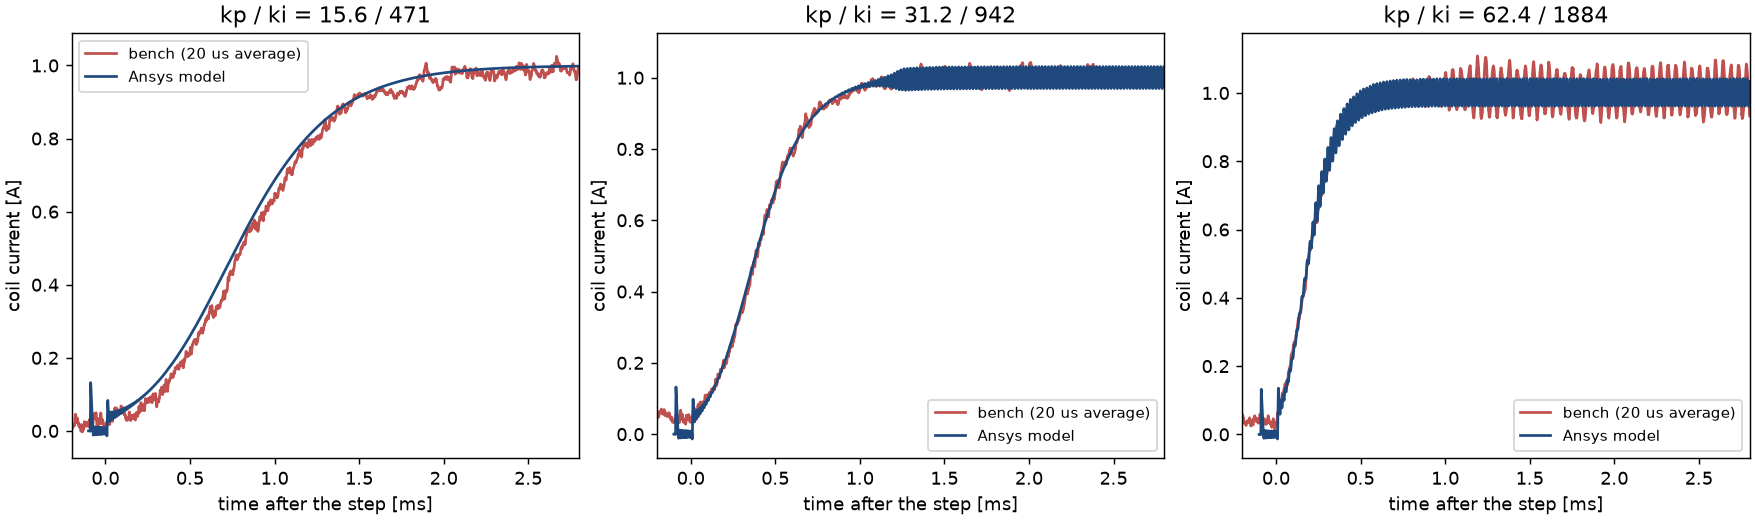 kp / ki = 15.6 / 471
bench (20 us average)
Ansys model
1.0
0.8
0.6
0.4
0.2
0.0
coil current [A]
0.0 0.5 1.0 1.5 2.0 2.5
time after the step [ms]
kp / ki = 31.2 / 942
1.0
0.8
0.6
0.4
0.2
0.0
coil current [A]
bench (20 us average)
Ansys model
0.0 0.5 1.0 1.5 2.0 2.5
time after the step [ms]
kp / ki = 62.4 / 1884
1.0
0.8
0.6
0.4
0.2
0.0
coil current [A]
bench (20 us average)
Ansys model
0.0 0.5 1.0 1.5 2.0 2.5
time after the step [ms]